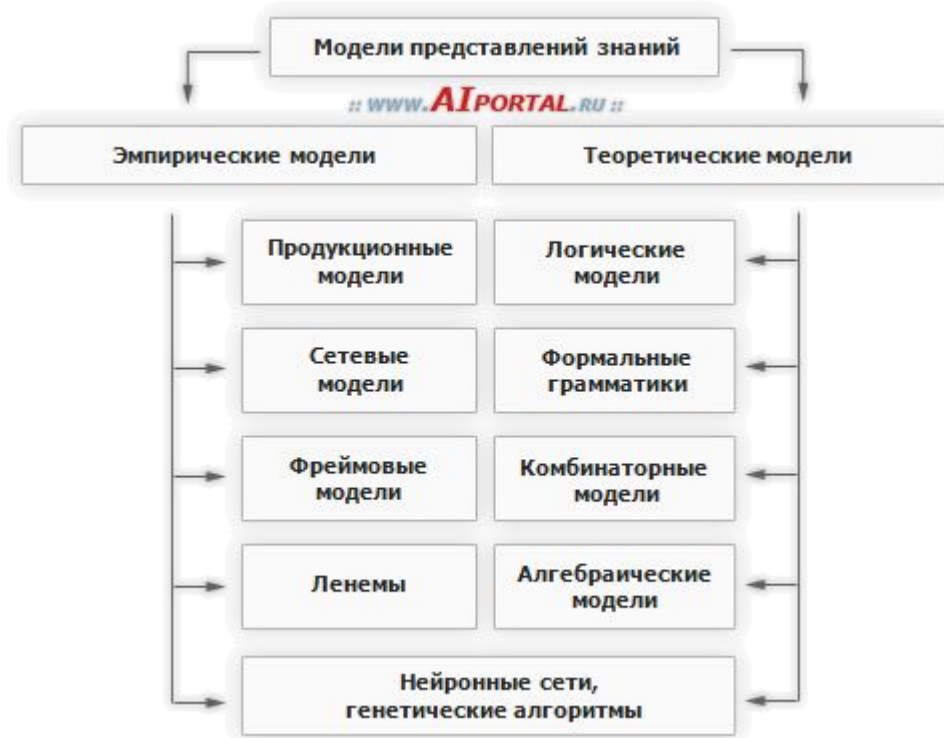 Модели представлений знаний
:: www.AIPORTAL.RU ::
Эмпирические модели
Теоретические модели
Продукционные
модели
Логические
модели
Сетевые
модели
Формальные
грамматики
Фреймовые
модели
Комбинаторные
модели
Ленемы
Алгебраические
модели
Нейронные сети,
генетические алгоритмы